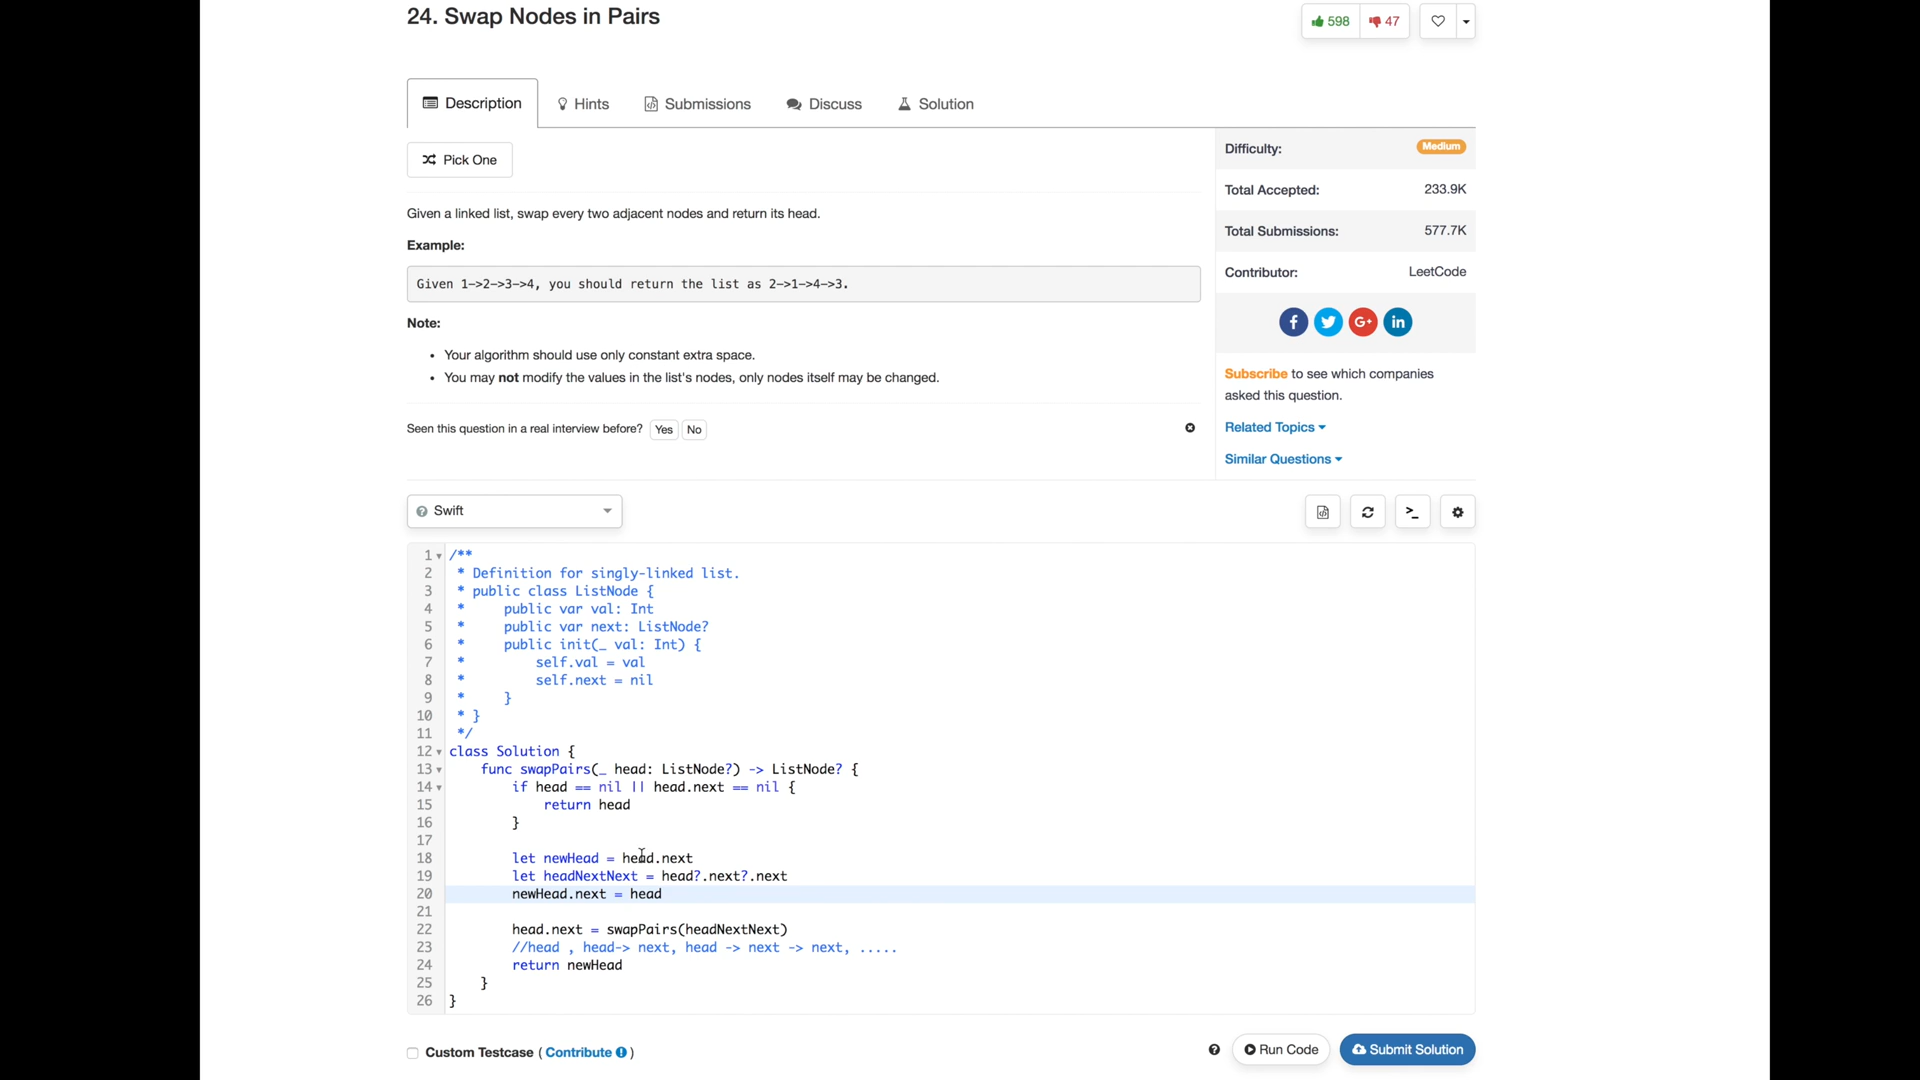 24. Swap Nodes in Pairs
598
47
Description
Hints
Submissions
Discuss
Solution
Pick One
Given a linked list, swap every two adjacent nodes and return its head.
Example:
Given 1->2->3->4, you should return the list as 2->1->4->3.
Note:
• Your algorithm should use only constant extra space.
• You may not modify the values in the list's nodes, only nodes itself may be changed.
Seen this question in a real interview before? Yes No
Difficulty: Medium
Total Accepted: 233.9K
Total Submissions: 577.7K
Contributor: LeetCode
f G+ in
Subscribe to see which companies
asked this question.
Related Topics
Similar Questions
? Swift
>_
1 /**
2 * Definition for singly-linked list.
3 * public class ListNode {
4 *     public var val: Int
5 *     public var next: ListNode?
6 *     public init(_ val: Int) {
7 *         self.val = val
8 *         self.next = nil
9 *     }
10 * }
11 */
12 class Solution {
13     func swapPairs(_ head: ListNode?) -> ListNode? {
14         if head == nil || head.next == nil {
15             return head
16         }
17
18         let newHead = head.next
19         let headNextNext = head?.next?.next
20         newHead.next = head
21
22         head.next = swapPairs(headNextNext)
23         //head , head-> next, head -> next -> next, .....
24         return newHead
25     }
26 }
Custom Testcase ( Contribute ! )
? Run Code
Submit Solution